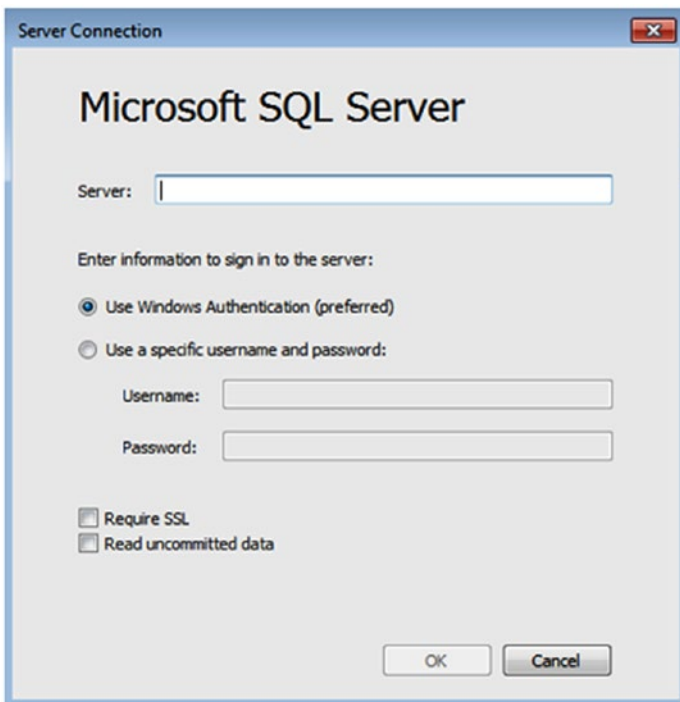 Server Connection
Microsoft SQL Server
Server:
Enter information to sign in to the server:
Use Windows Authentication (preferred)
Use a specific username and password:
Username:
Password:
Require SSL
Read uncommitted data
OK Cancel